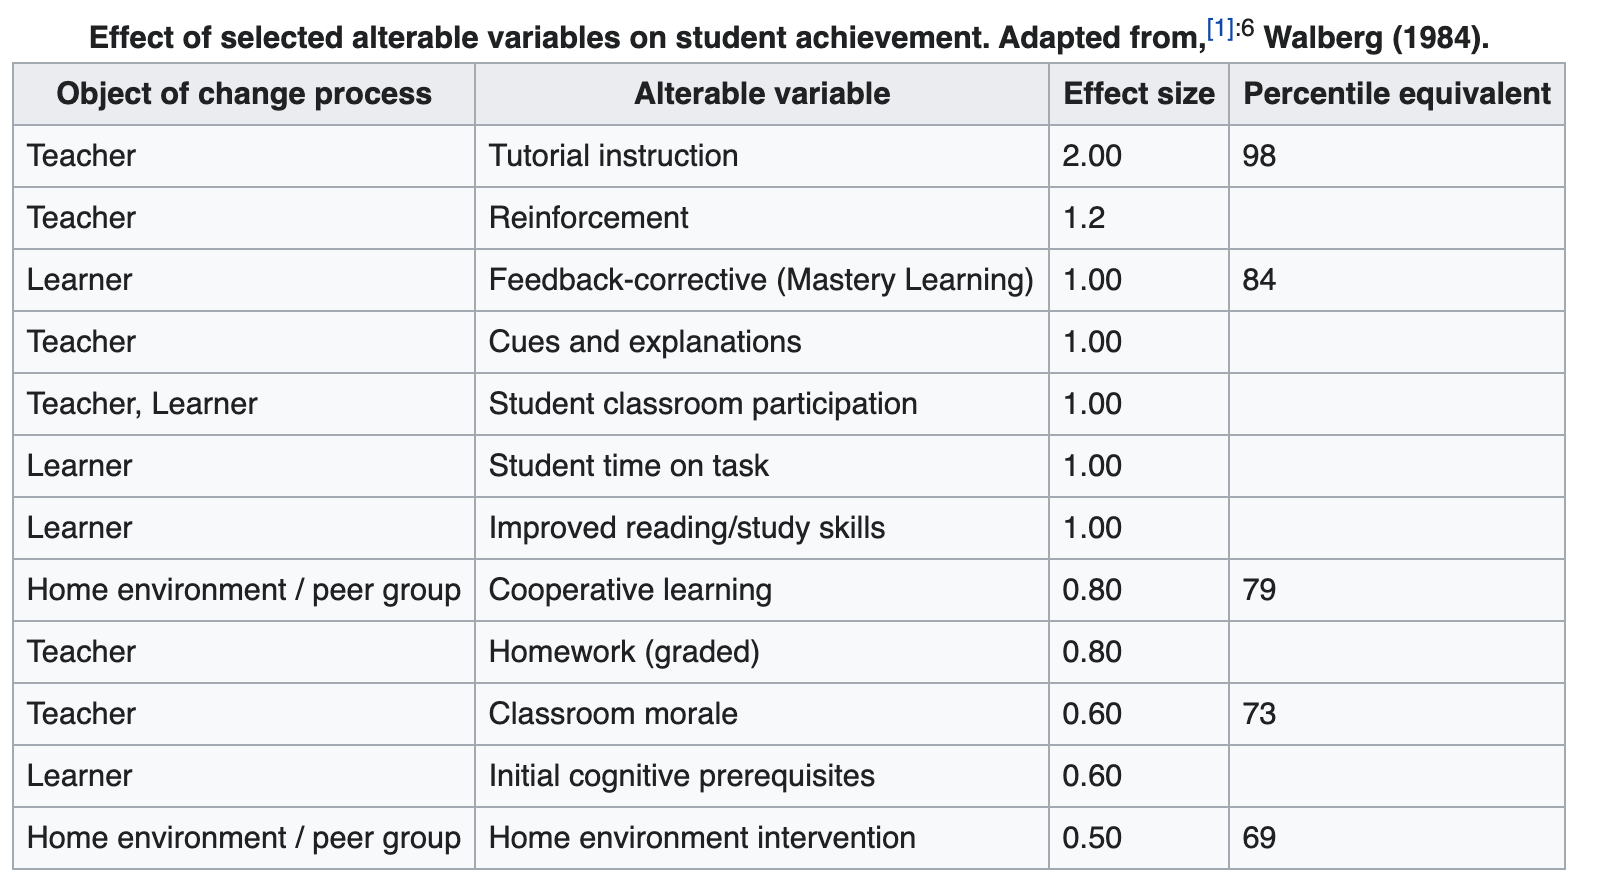 Effect of selected alterable variables on student achievement. Adapted from,[1]:6 Walberg (1984).
Object of change process Alterable variable Effect size Percentile equivalent
Teacher Tutorial instruction 2.00 98
Teacher Reinforcement 1.2
Learner Feedback-corrective (Mastery Learning) 1.00 84
Teacher Cues and explanations 1.00
Teacher, Learner Student classroom participation 1.00
Learner Student time on task 1.00
Learner Improved reading/study skills 1.00
Home environment / peer group Cooperative learning 0.80 79
Teacher Homework (graded) 0.80
Teacher Classroom morale 0.60 73
Learner Initial cognitive prerequisites 0.60
Home environment / peer group Home environment intervention 0.50 69